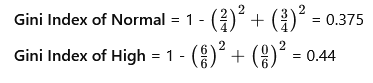 Gini Index of Normal = 1 - (2/4)² + (3/4)² = 0.375
Gini Index of High = 1 - (6/6)² + (0/6)² = 0.44